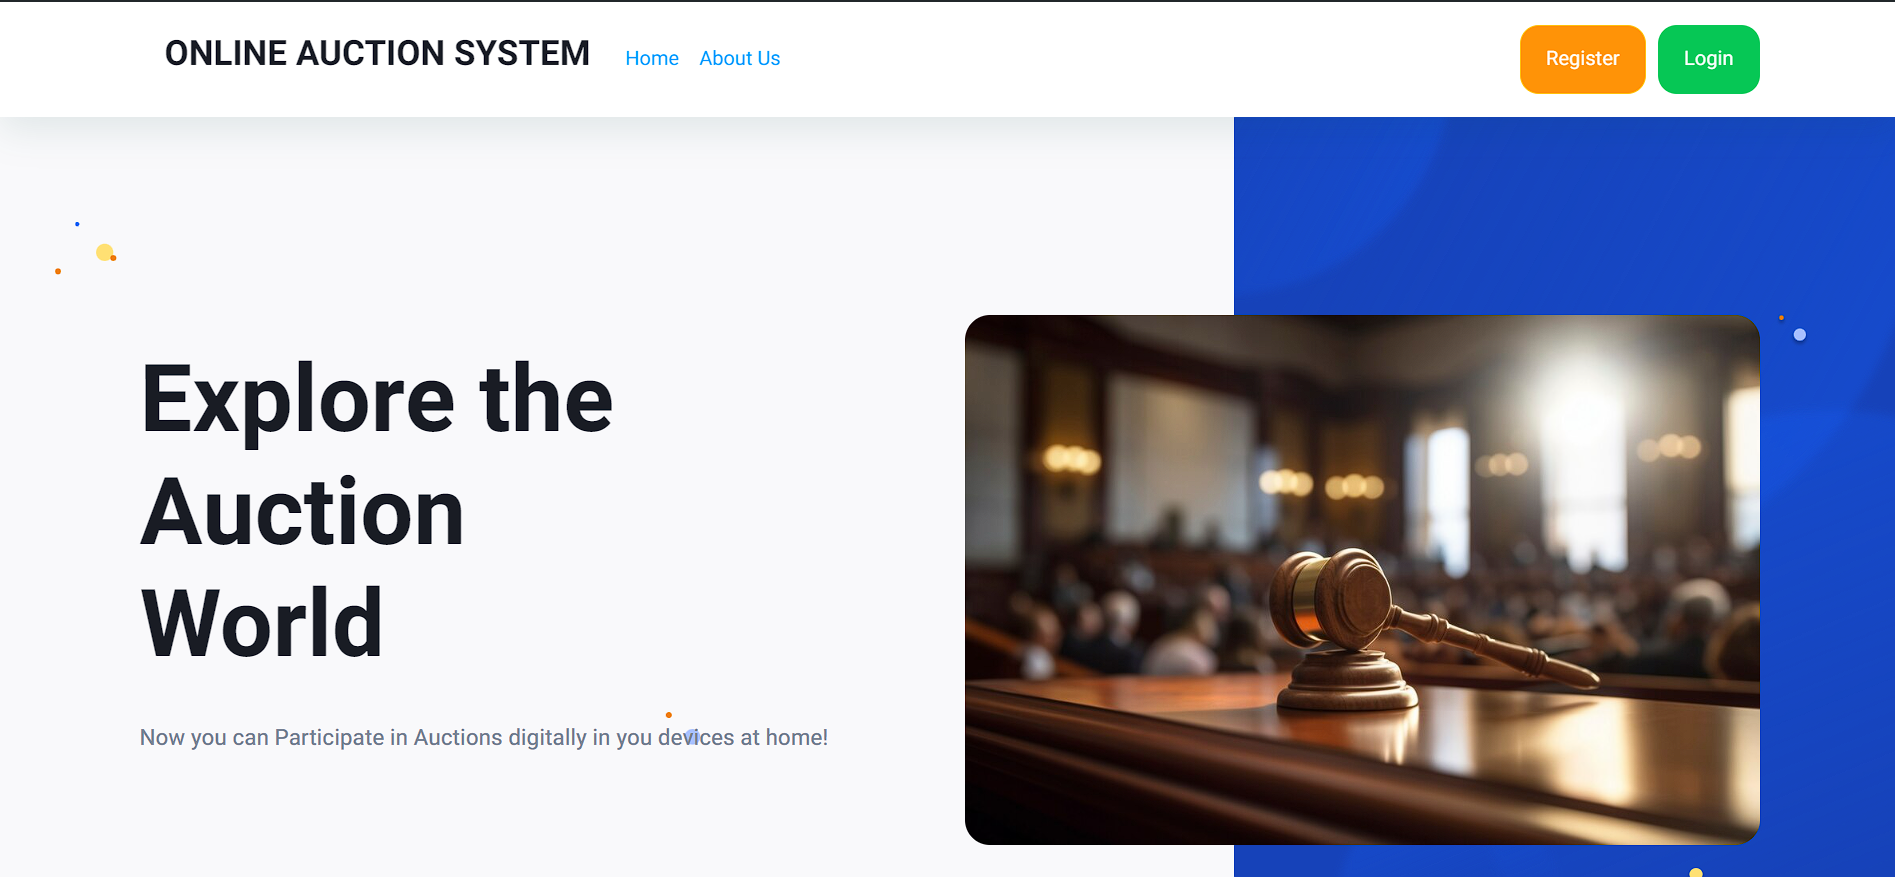 ONLINE AUCTION SYSTEM Home About Us Register Login
Explore the
Auction
World
Now you can Participate in Auctions digitally in you devices at home!